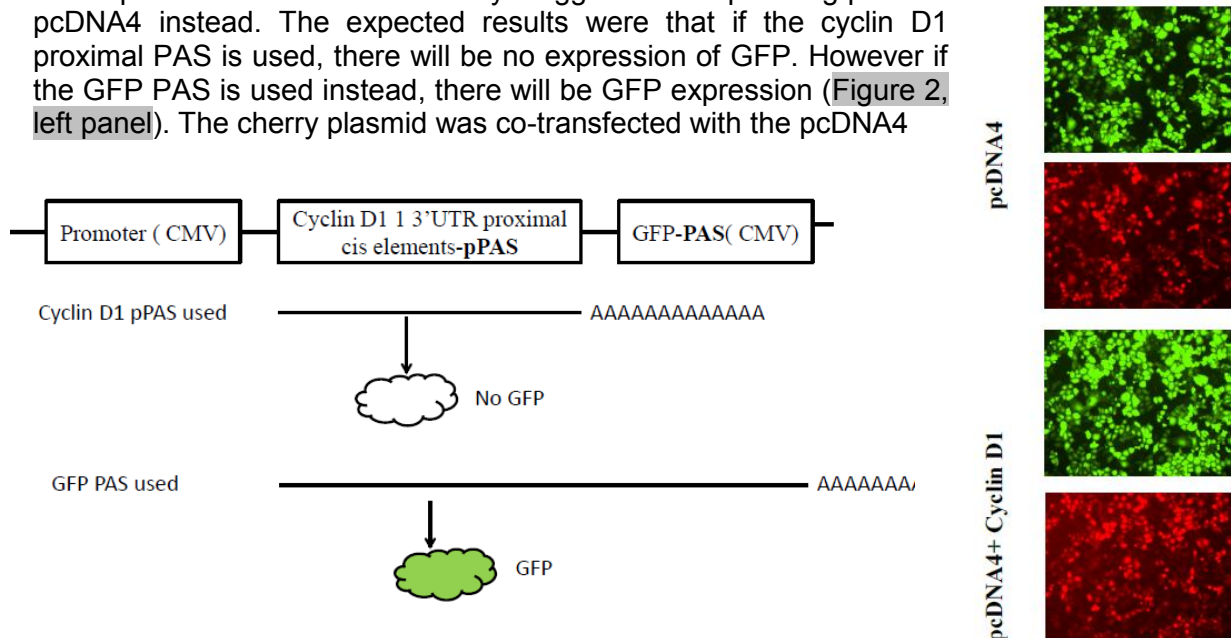 pcDNA4 instead. The expected results were that if the cyclin D1
proximal PAS is used, there will be no expression of GFP. However if
the GFP PAS is used instead, there will be GFP expression (Figure 2,
left panel). The cherry plasmid was co-transfected with the pcDNA4
Promoter ( CMV)
Cyclin D1 1 3'UTR proximal
cis elements-pPAS
GFP-PAS( CMV)
Cyclin D1 pPAS used
AAAAAAAAAAAAA
No GFP
GFP PAS used
AAAAAAA
GFP
pcDNA4
pcDNA4+ Cyclin D1